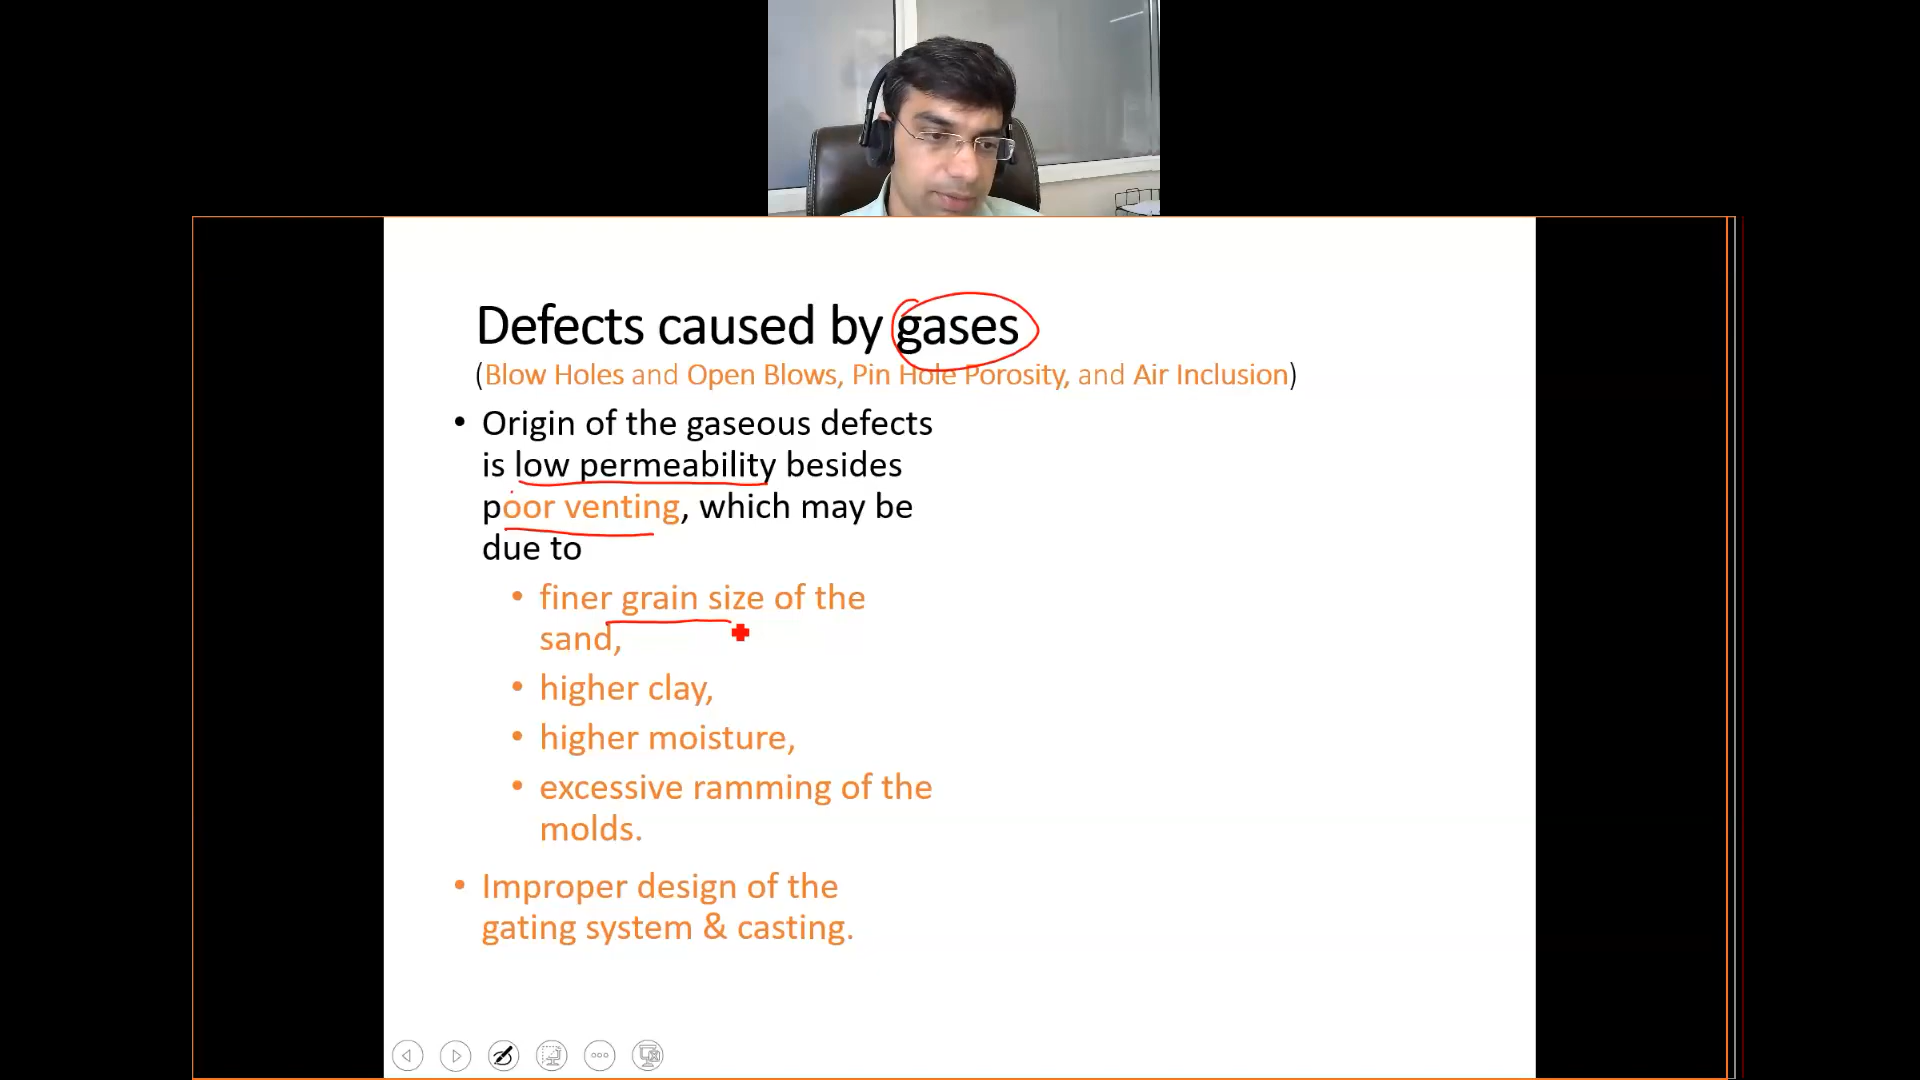 Defects caused by gases
(Blow Holes and Open Blows, Pin Hole Porosity, and Air Inclusion)
• Origin of the gaseous defects
is low permeability besides
poor venting, which may be
due to
• finer grain size of the
sand,
• higher clay,
• higher moisture,
• excessive ramming of the
molds.
• Improper design of the
gating system & casting.